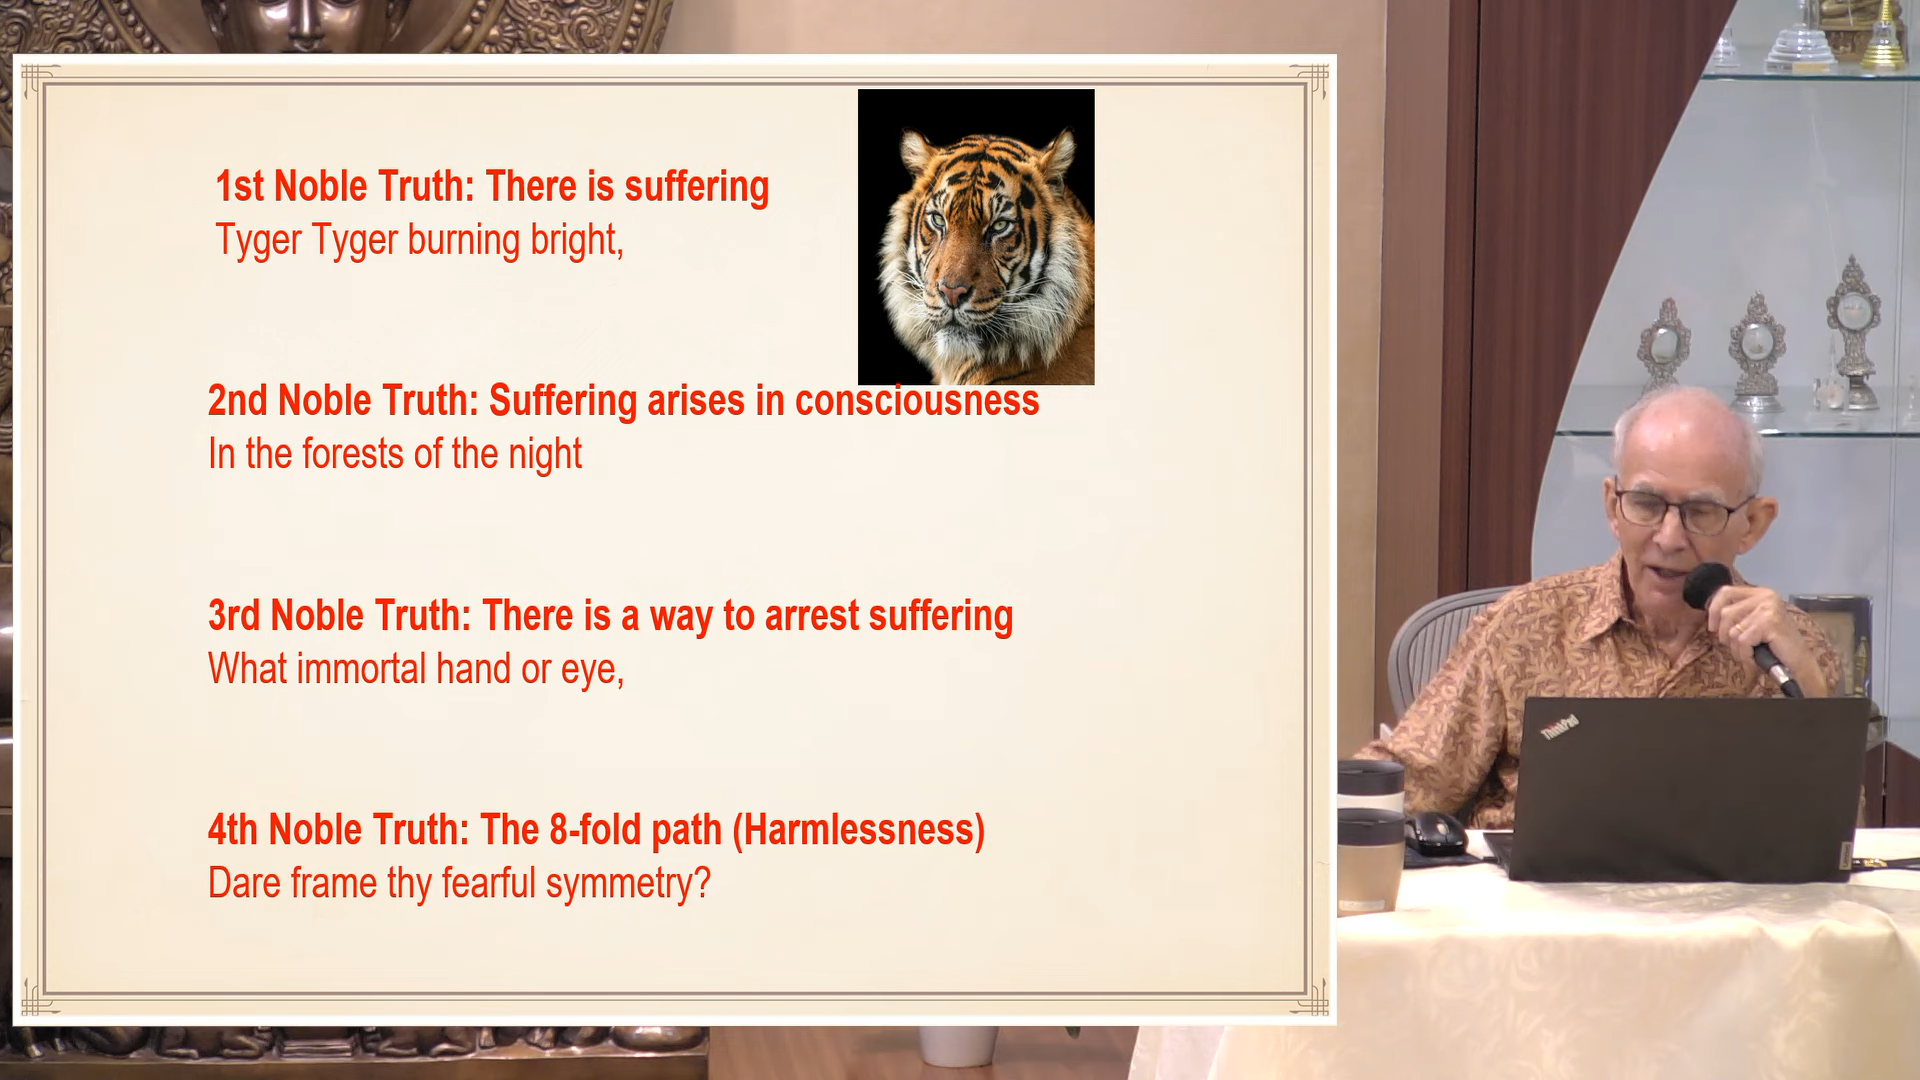 1st Noble Truth: There is suffering
Tyger Tyger burning bright,
2nd Noble Truth: Suffering arises in consciousness
In the forests of the night
3rd Noble Truth: There is a way to arrest suffering
What immortal hand or eye,
4th Noble Truth: The 8-fold path (Harmlessness)
Dare frame thy fearful symmetry?
ThinkPad